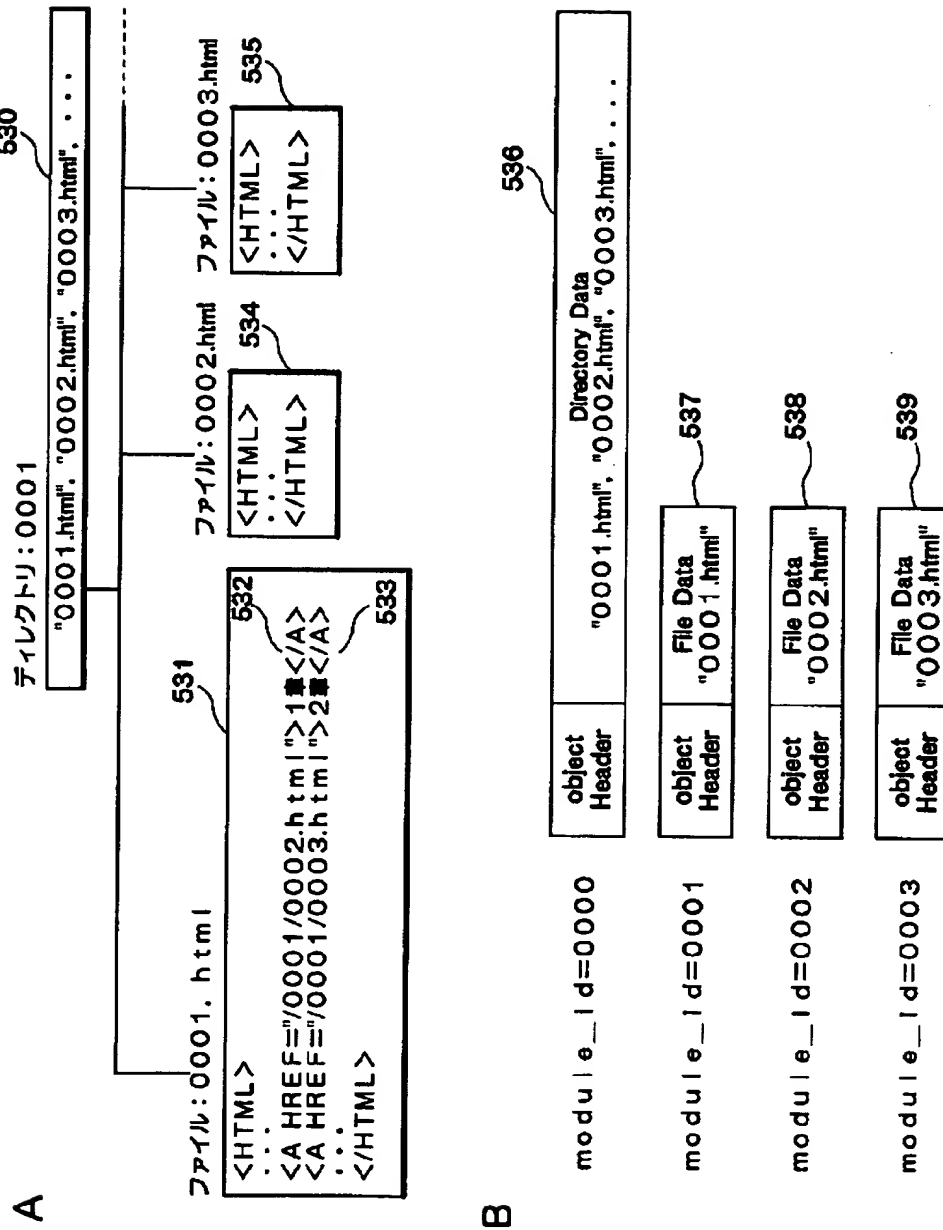 A
ディレクトリ:0001
530
"0001.html", "0002.html", "0003.html", ...
ファイル:0001.html
531
<HTML>
...
<A HREF="/0001/0002.html">1章</A>
532
<A HREF="/0001/0003.html">2章</A>
533
...
</HTML>
ファイル:0002.html
534
<HTML>
...
</HTML>
ファイル:0003.html
535
<HTML>
...
</HTML>
B
module_Id=0000
object
Header
Directory Data
"0001.html", "0002.html", "0003.html", ...
536
module_Id=0001
object
Header
File Data
"0001.html"
537
module_Id=0002
object
Header
File Data
"0002.html"
538
module_Id=0003
object
Header
File Data
"0003.html"
539